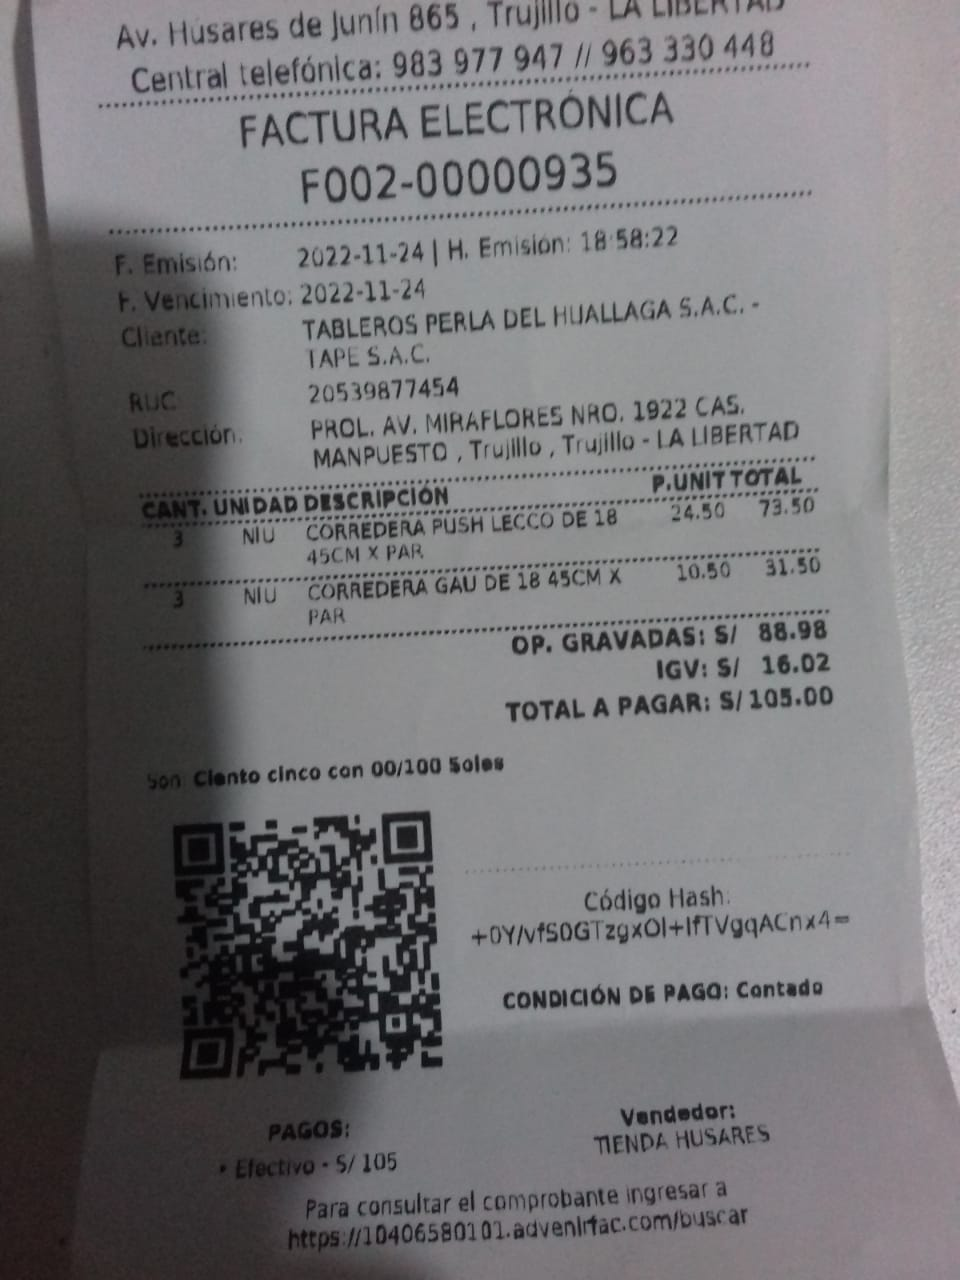 Av. Húsares de Junín 865 , Trujillo - LA LIBERTAD
Central telefónica: 983 977 947 // 963 330 448
FACTURA ELECTRÓNICA
F002-00000935
F. Emisión: 2022-11-24 | H. Emisión: 18:58:22
F. Vencimiento: 2022-11-24
Cliente: TABLEROS PERLA DEL HUALLAGA S.A.C. -
TAPE S.A.C.
RUC 20539877454
Dirección: PROL. AV. MIRAFLORES NRO. 1922 CAS.
MANPUESTO , Trujillo , Trujillo - LA LIBERTAD
CANT. UNIDAD DESCRIPCIÓN P.UNIT TOTAL
3 NIU CORREDERA PUSH LECCO DE 18 24.50 73.50
45CM X PAR
3 NIU CORREDERA GAU DE 18 45CM X 10.50 31.50
PAR
OP. GRAVADAS: S/ 88.98
IGV: S/ 16.02
TOTAL A PAGAR: S/ 105.00
Son: Ciento cinco con 00/100 Soles
Código Hash:
+0Y/vfS0GTzgxOl+IfTVgqACnx4=
CONDICIÓN DE PAGO: Contado
PAGOS:
• Efectivo - S/ 105
Vendedor:
TIENDA HUSARES
Para consultar el comprobante ingresar a
https://10406580101.advenirfac.com/buscar